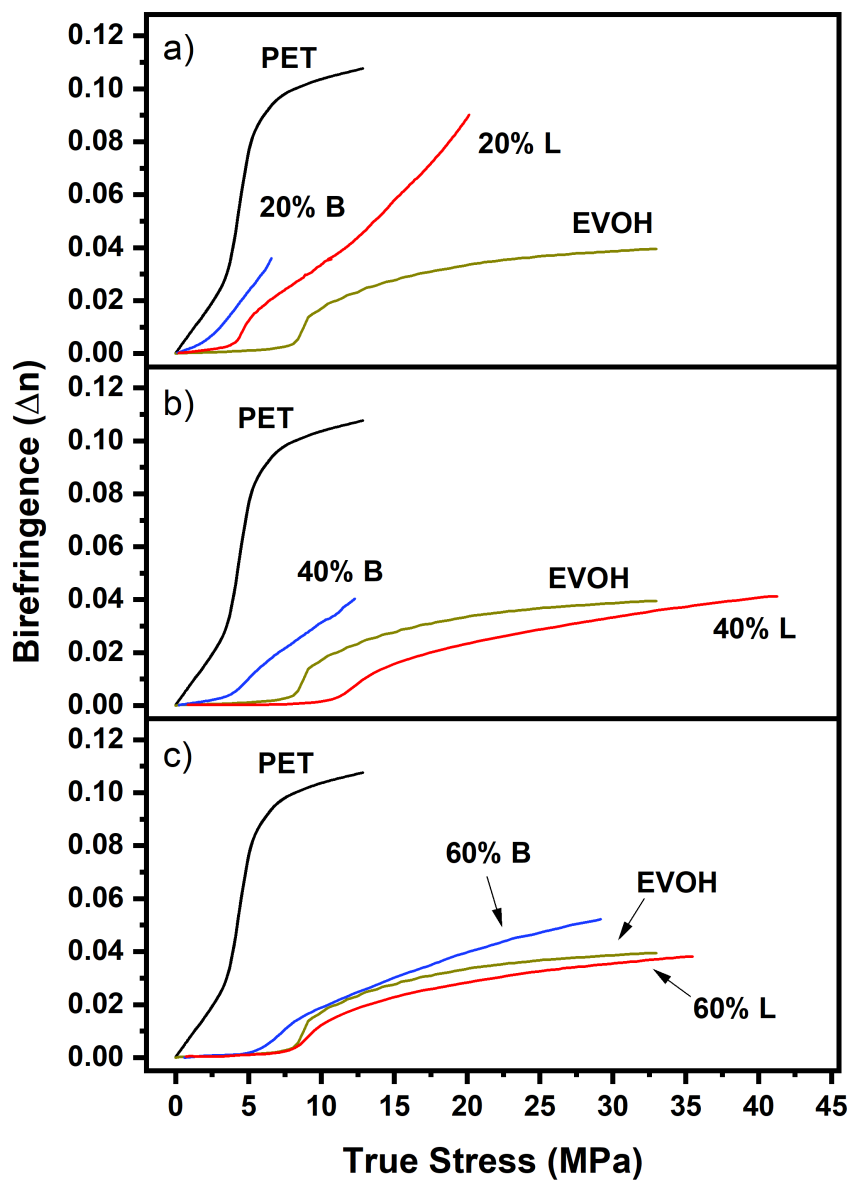 a)
0.12
PET
0.10
20% L
0.08
0.06
20% B
EVOH
0.04
0.02
0.00
b)
0.12
PET
0.10
0.08
0.06
40% B
EVOH
0.04
40% L
0.02
0.00
c)
0.12
PET
0.10
0.08
60% B
EVOH
0.06
0.04
60% L
0.02
0.00
Birefringence (Δn)
0 5 10 15 20 25 30 35 40 45
True Stress (MPa)